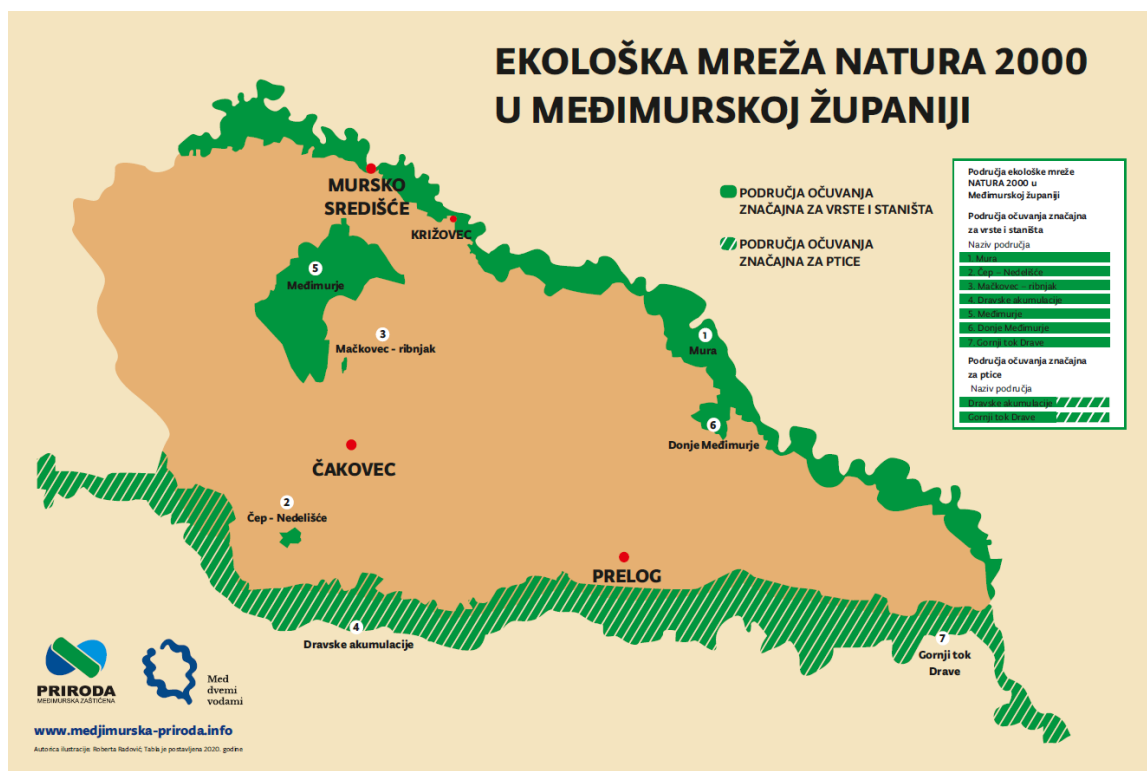 EKOLOŠKA MREŽA NATURA 2000
U MEĐIMURSKOJ ŽUPANIJI
PODRUČJA OČUVANJA
ZNAČAJNA ZA VRSTE I STANIŠTA
PODRUČJA OČUVANJA
ZNAČAJNA ZA PTICE
Područja ekološke mreže
NATURA 2000 u
Međimurskoj županiji
Područja očuvanja značajna
za vrste i staništa
Naziv područja
1. Mura
2. Čep – Nedelišće
3. Mačkovec – ribnjak
4. Dravske akumulacije
5. Međimurje
6. Donje Međimurje
7. Gornji tok Drave
Područja očuvanja značajna
za ptice
Naziv područja
Dravske akumulacije
Gornji tok Drave
MURSKO
SREDIŠĆE
KRIŽOVEC
5
Međimurje
3
Mačkovec - ribnjak
1
Mura
6
Donje Međimurje
ČAKOVEC
2
Čep - Nedelišće
PRELOG
4
Dravske akumulacije
7
Gornji tok
Drave
PRIRODA
MEĐIMURSKA ZAŠTIĆENA
Med
dvemi
vodami
www.medjimurska-priroda.info
Autorica ilustracije: Roberta Radović; Tabla je postavljena 2020. godine